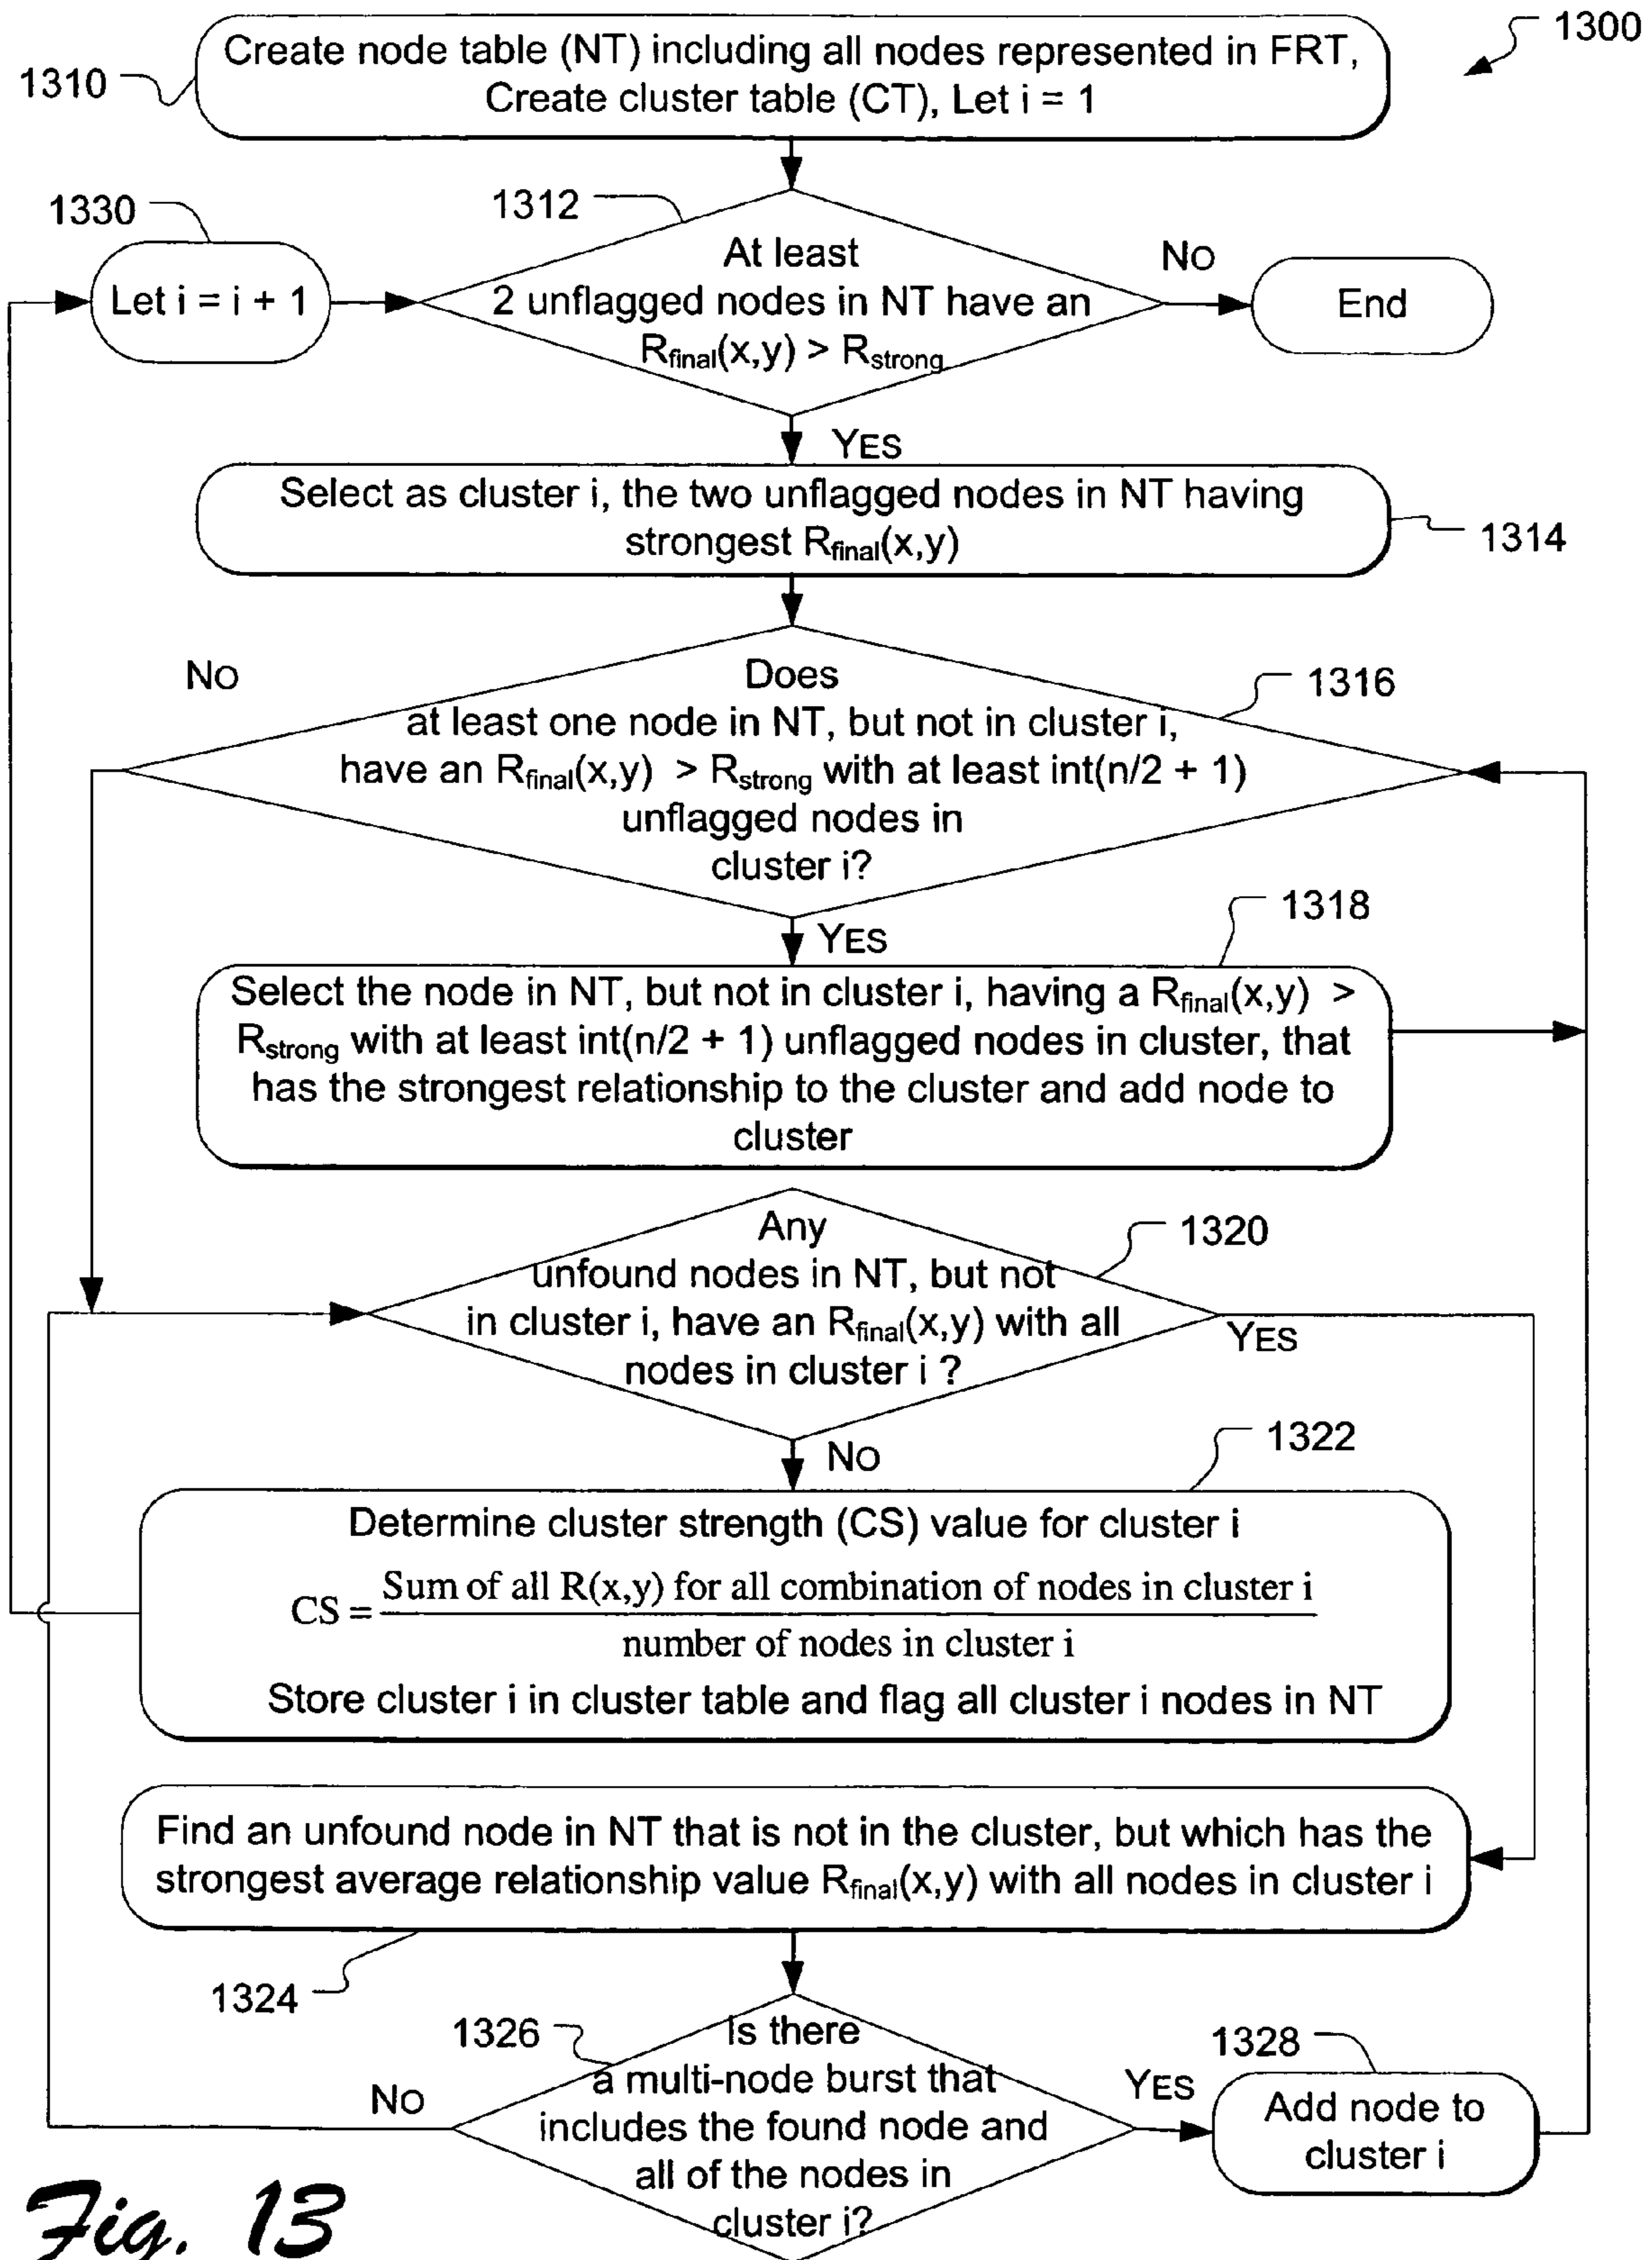 1300
1310
Create node table (NT) including all nodes represented in FRT,
Create cluster table (CT), Let i = 1
1330
1312
Let i = i + 1
At least
2 unflagged nodes in NT have an
Rfinal(x,y) > Rstrong
No
End
YES
Select as cluster i, the two unflagged nodes in NT having
strongest Rfinal(x,y)
1314
No
Does
at least one node in NT, but not in cluster i,
have an Rfinal(x,y) > Rstrong with at least int(n/2 + 1)
unflagged nodes in
cluster i?
1316
YES
1318
Select the node in NT, but not in cluster i, having a Rfinal(x,y) >
Rstrong with at least int(n/2 + 1) unflagged nodes in cluster, that
has the strongest relationship to the cluster and add node to
cluster
Any
unfound nodes in NT, but not
in cluster i, have an Rfinal(x,y) with all
nodes in cluster i ?
1320
YES
No
1322
Determine cluster strength (CS) value for cluster i
CS = Sum of all R(x,y) for all combination of nodes in cluster i
number of nodes in cluster i
Store cluster i in cluster table and flag all cluster i nodes in NT
Find an unfound node in NT that is not in the cluster, but which has the
strongest average relationship value Rfinal(x,y) with all nodes in cluster i
1324
1326
Is there
a multi-node burst that
includes the found node and
all of the nodes in
cluster i?
No
YES
1328
Add node to
cluster i
Fig. 13